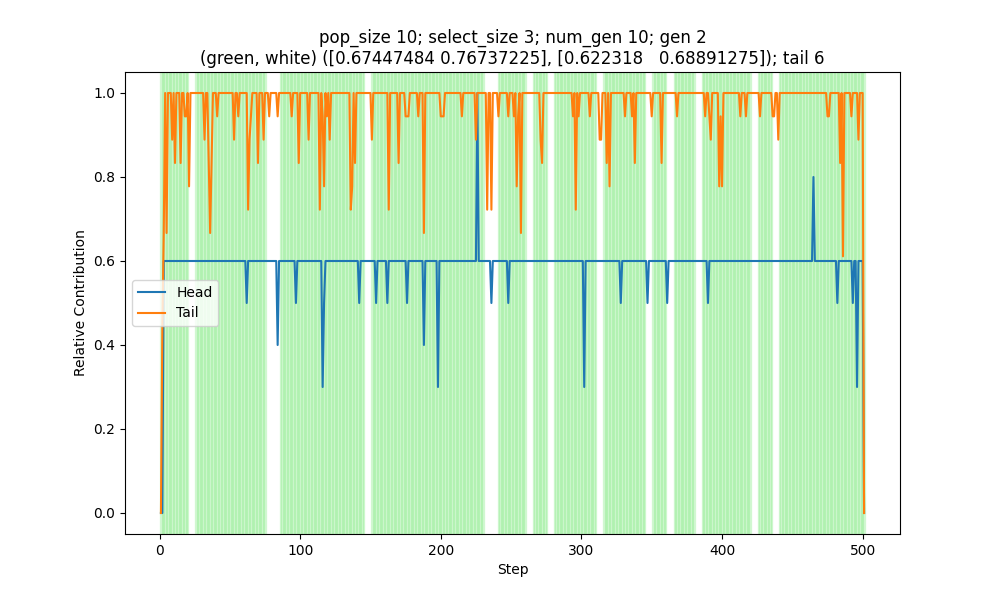 pop_size 10; select_size 3; num_gen 10; gen 2
(green, white) ([0.67447484 0.76737225], [0.622318   0.68891275]); tail 6
1.0
0.8
0.6
0.4
0.2
0.0
Relative Contribution
Head
Tail
0
100
200
300
400
500
Step